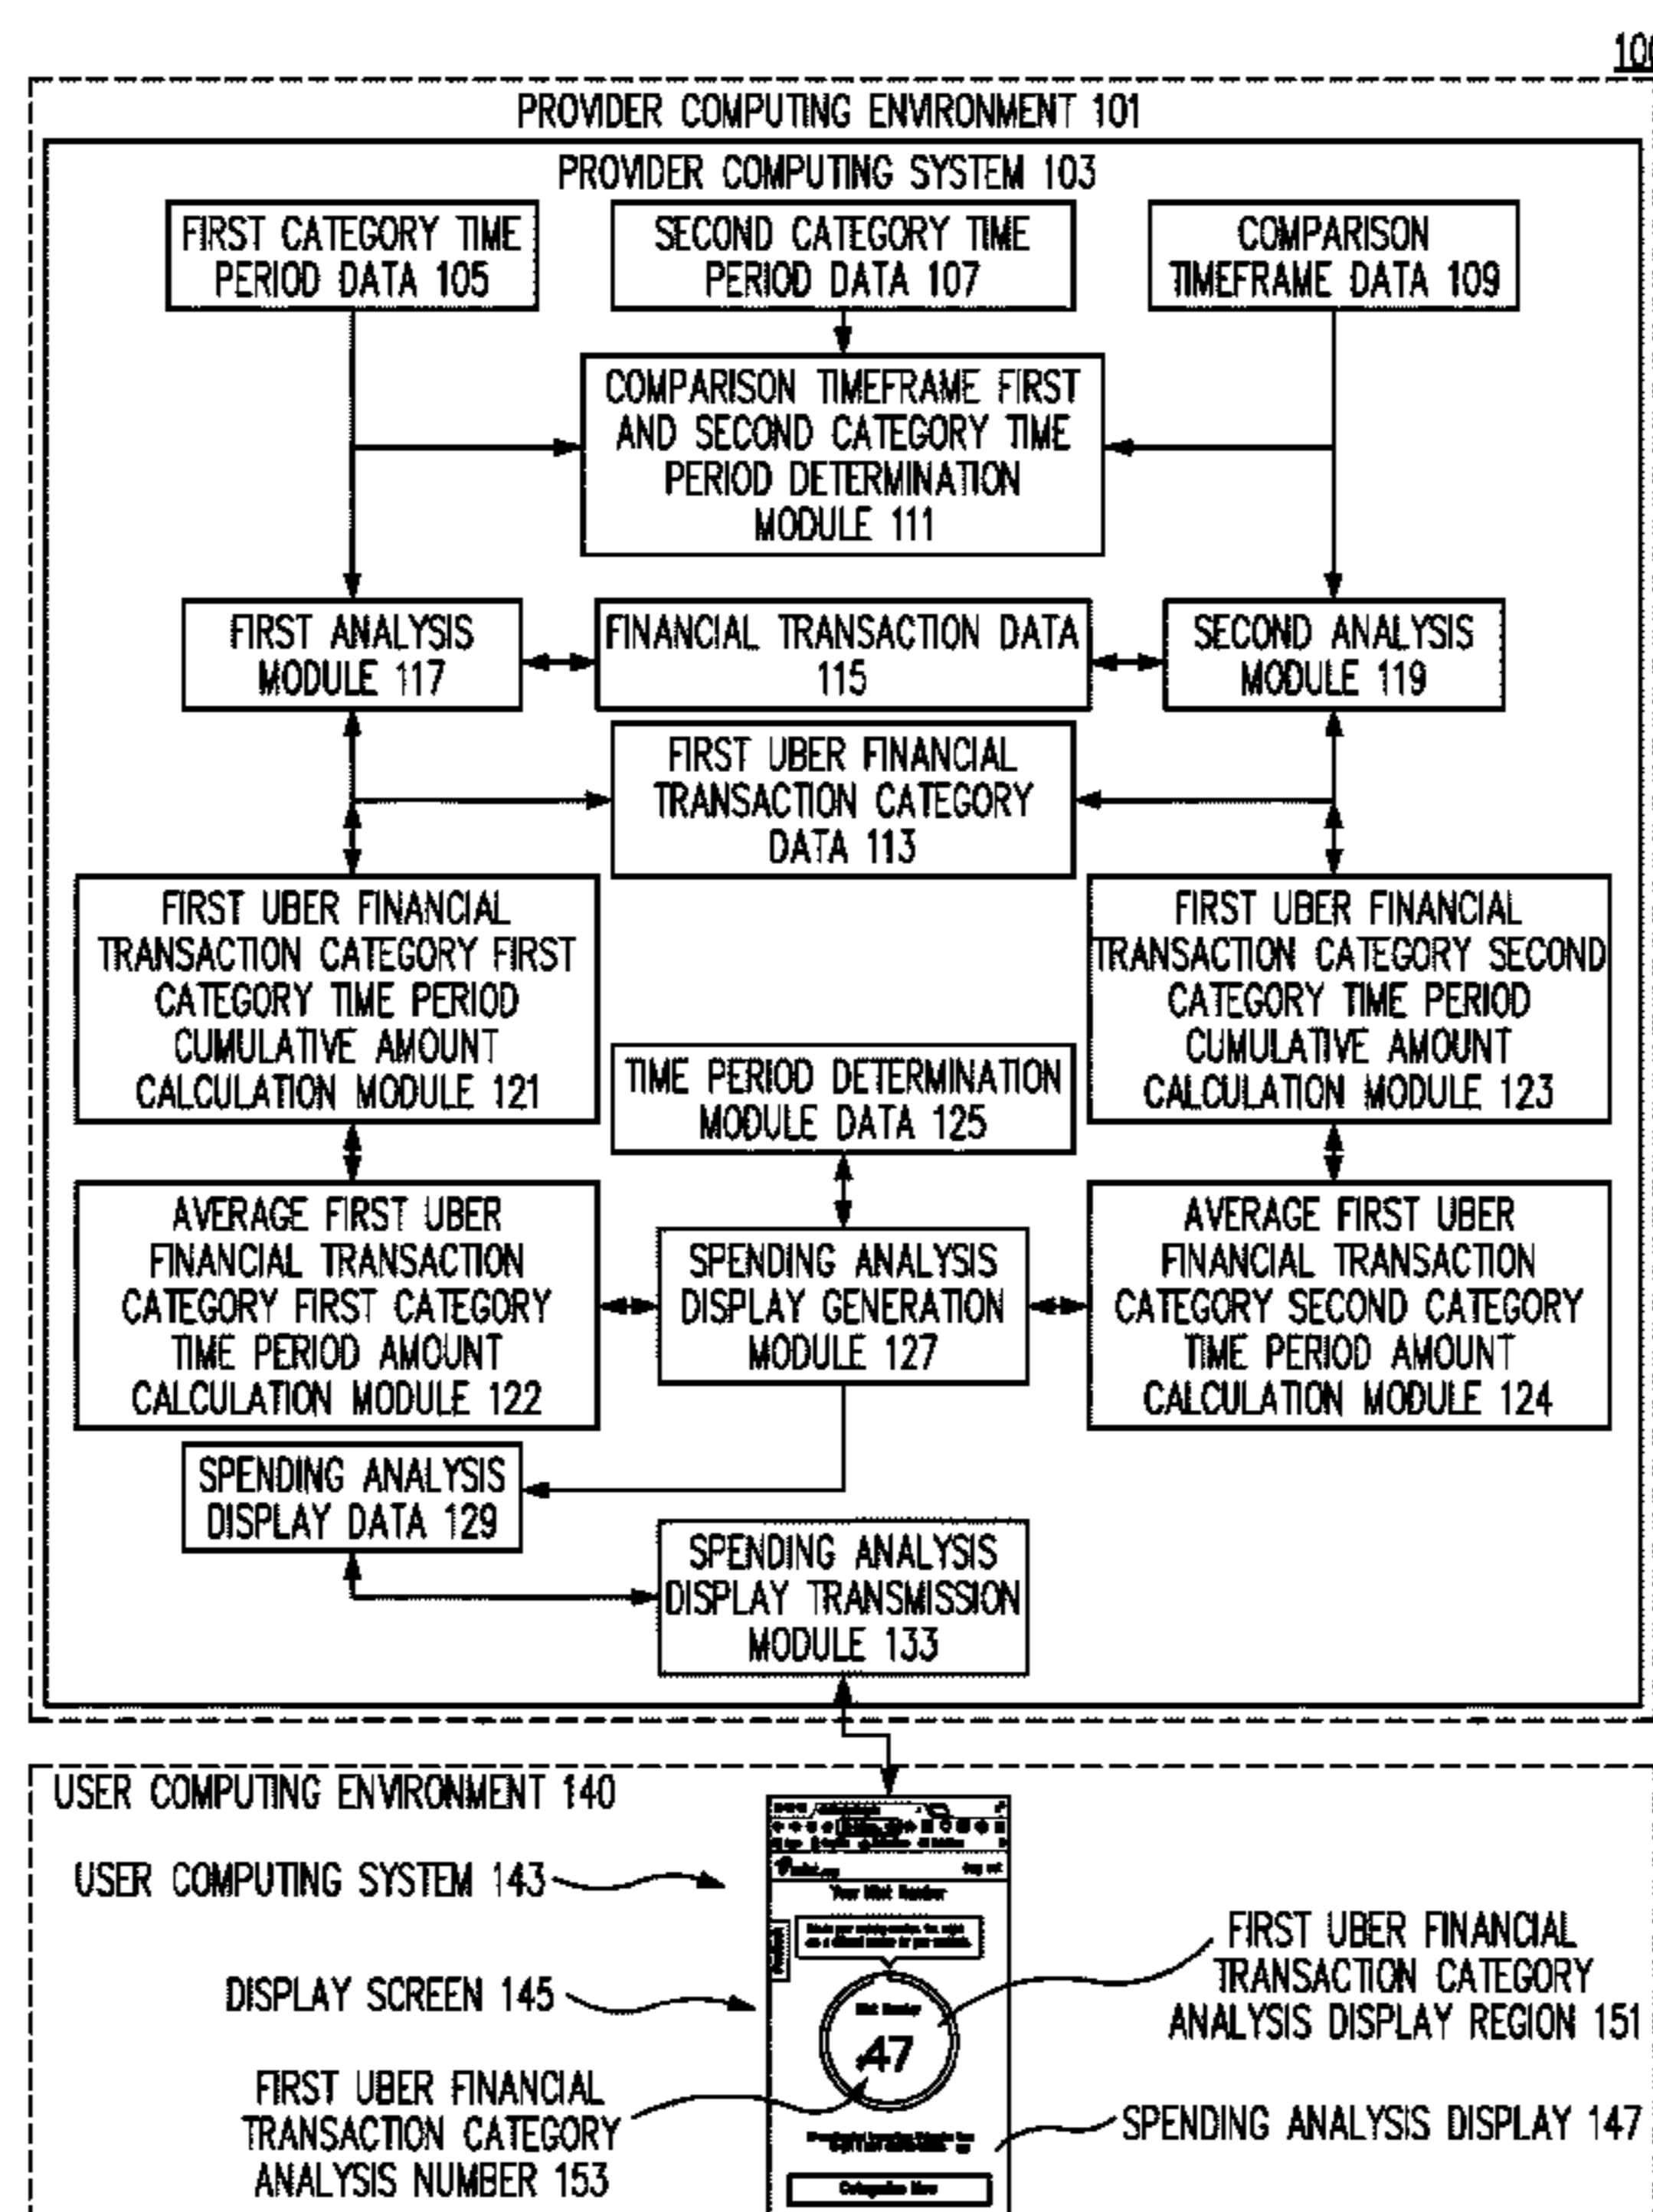 100
PROVIDER COMPUTING ENVIRONMENT 101
PROVIDER COMPUTING SYSTEM 103
FIRST CATEGORY TIME
PERIOD DATA 105
SECOND CATEGORY TIME
PERIOD DATA 107
COMPARISON
TIMEFRAME DATA 109
COMPARISON TIMEFRAME FIRST
AND SECOND CATEGORY TIME
PERIOD DETERMINATION
MODULE 111
FIRST ANALYSIS
MODULE 117
FINANCIAL TRANSACTION DATA
115
SECOND ANALYSIS
MODULE 119
FIRST UBER FINANCIAL
TRANSACTION CATEGORY
DATA 113
FIRST UBER FINANCIAL
TRANSACTION CATEGORY FIRST
CATEGORY TIME PERIOD
CUMULATIVE AMOUNT
CALCULATION MODULE 121
FIRST UBER FINANCIAL
TRANSACTION CATEGORY SECOND
CATEGORY TIME PERIOD
CUMULATIVE AMOUNT
CALCULATION MODULE 123
TIME PERIOD DETERMINATION
MODULE DATA 125
AVERAGE FIRST UBER
FINANCIAL TRANSACTION
CATEGORY FIRST CATEGORY
TIME PERIOD AMOUNT
CALCULATION MODULE 122
SPENDING ANALYSIS
DISPLAY GENERATION
MODULE 127
AVERAGE FIRST UBER
FINANCIAL TRANSACTION
CATEGORY SECOND CATEGORY
TIME PERIOD AMOUNT
CALCULATION MODULE 124
SPENDING ANALYSIS
DISPLAY DATA 129
SPENDING ANALYSIS
DISPLAY TRANSMISSION
MODULE 133
USER COMPUTING ENVIRONMENT 140
USER COMPUTING SYSTEM 143
Your Mint Number
FIRST UBER FINANCIAL
TRANSACTION CATEGORY
ANALYSIS DISPLAY REGION 151
DISPLAY SCREEN 145
Mint Number
.47
FIRST UBER FINANCIAL
TRANSACTION CATEGORY
ANALYSIS NUMBER 153
SPENDING ANALYSIS DISPLAY 147
Categorize Now